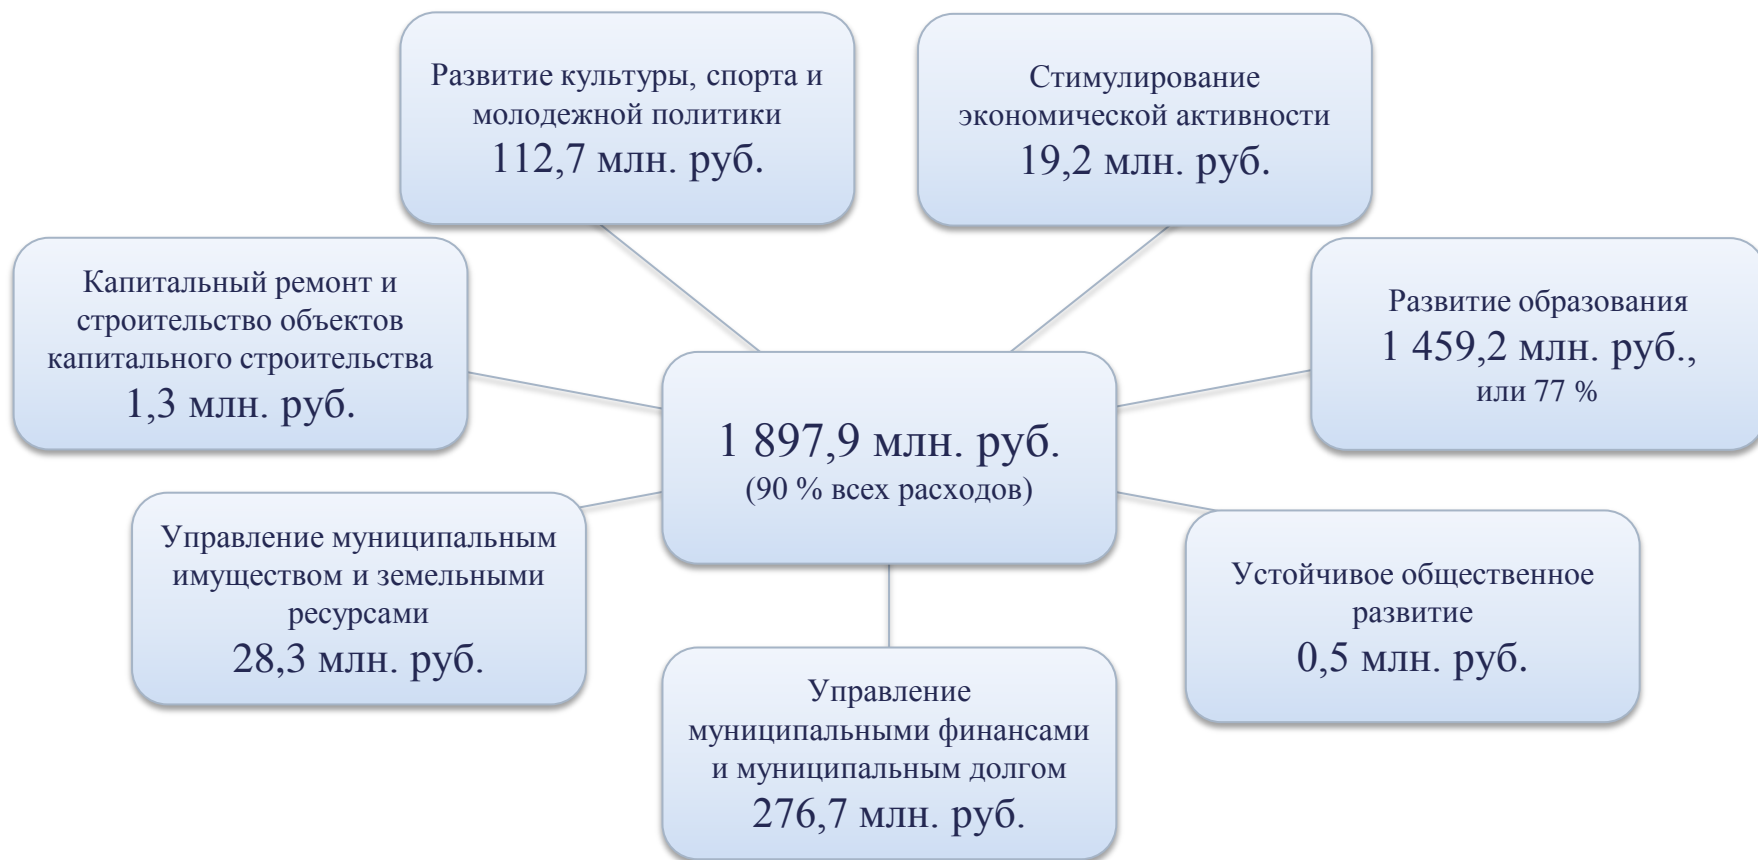 Развитие культуры, спорта и
молодежной политики
112,7 млн. руб.
Стимулирование
экономической активности
19,2 млн. руб.
Капитальный ремонт и
строительство объектов
капитального строительства
1,3 млн. руб.
Развитие образования
1 459,2 млн. руб.,
или 77 %
1 897,9 млн. руб.
(90 % всех расходов)
Управление муниципальным
имуществом и земельными
ресурсами
28,3 млн. руб.
Устойчивое общественное
развитие
0,5 млн. руб.
Управление
муниципальными финансами
и муниципальным долгом
276,7 млн. руб.